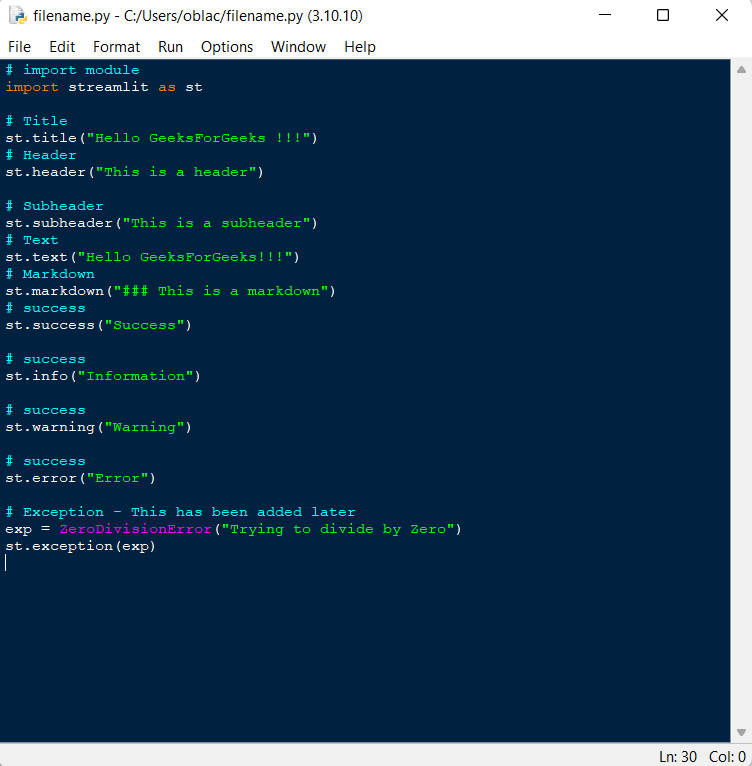 filename.py - C:/Users/oblac/filename.py (3.10.10)
File Edit Format Run Options Window Help
# import module
import streamlit as st
# Title
st.title("Hello GeeksForGeeks !!!")
# Header
st.header("This is a header")
# Subheader
st.subheader("This is a subheader")
# Text
st.text("Hello GeeksForGeeks!!!")
# Markdown
st.markdown("### This is a markdown")
# success
st.success("Success")
# success
st.info("Information")
# success
st.warning("Warning")
# success
st.error("Error")
# Exception - This has been added later
exp = ZeroDivisionError("Trying to divide by Zero")
st.exception(exp)
Ln: 30 Col: 0